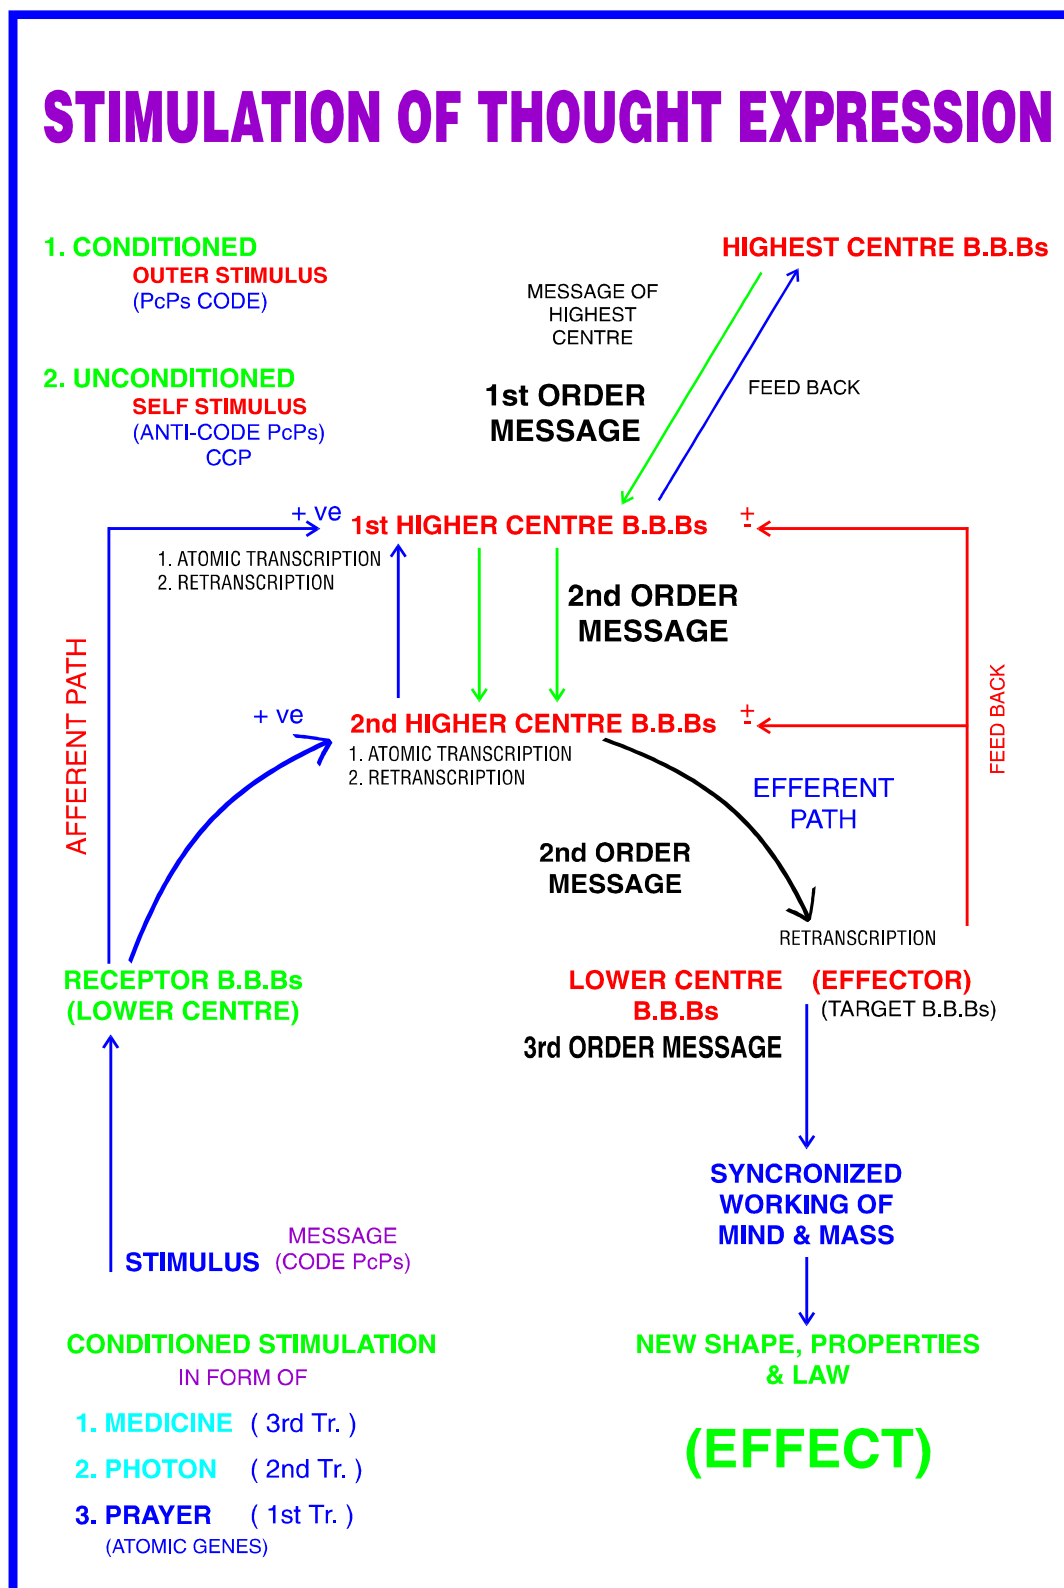 STIMULATION OF THOUGHT EXPRESSION
1. CONDITIONED
OUTER STIMULUS
(PcPs CODE)
2. UNCONDITIONED
SELF STIMULUS
(ANTI-CODE PcPs)
CCP
HIGHEST CENTRE B.B.Bs
MESSAGE OF
HIGHEST
CENTRE
1st ORDER
MESSAGE
FEED BACK
+ ve
1st HIGHER CENTRE B.B.Bs
±
1. ATOMIC TRANSCRIPTION
2. RETRANSCRIPTION
2nd ORDER
MESSAGE
AFFERENT PATH
FEED BACK
+ ve
2nd HIGHER CENTRE B.B.Bs
±
1. ATOMIC TRANSCRIPTION
2. RETRANSCRIPTION
EFFERENT
PATH
2nd ORDER
MESSAGE
RETRANSCRIPTION
RECEPTOR B.B.Bs
(LOWER CENTRE)
LOWER CENTRE (EFFECTOR)
B.B.Bs (TARGET B.B.Bs)
3rd ORDER MESSAGE
SYNCRONIZED
WORKING OF
MIND & MASS
STIMULUS
MESSAGE
(CODE PcPs)
CONDITIONED STIMULATION
IN FORM OF
1. MEDICINE ( 3rd Tr. )
2. PHOTON ( 2nd Tr. )
3. PRAYER ( 1st Tr. )
(ATOMIC GENES)
NEW SHAPE, PROPERTIES
& LAW
(EFFECT)